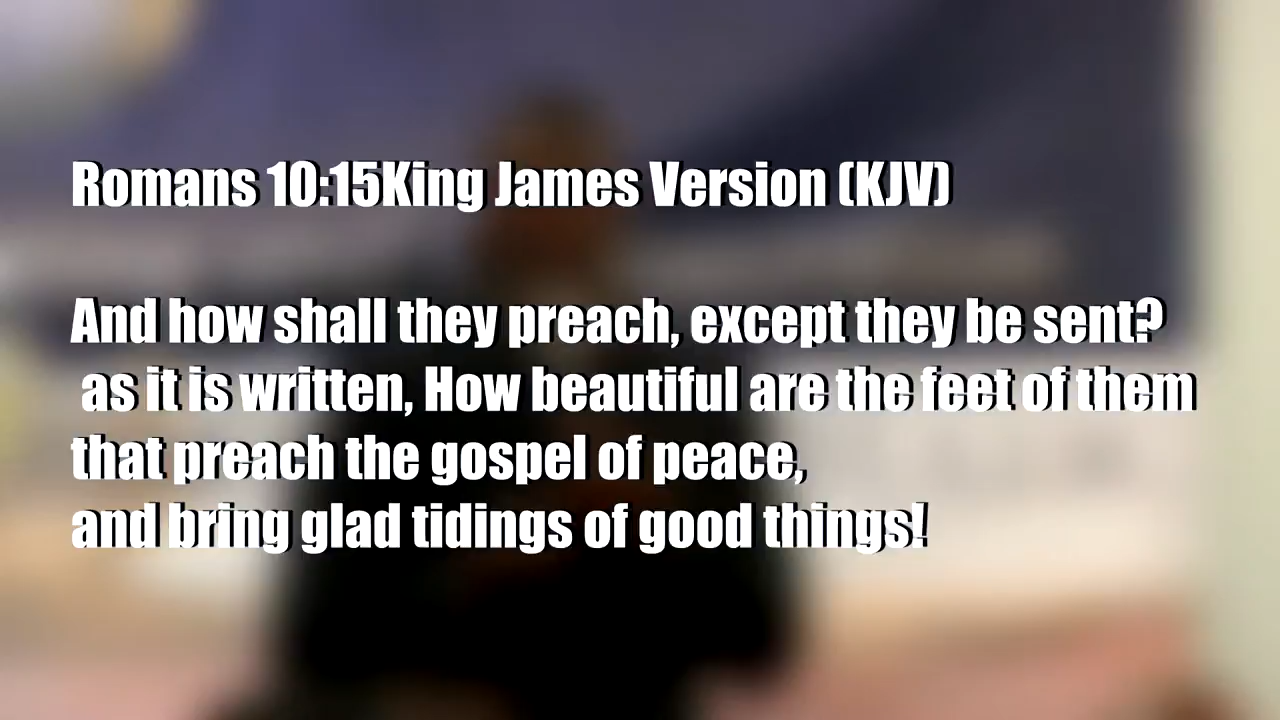 Romans 10:15King James Version (KJV)
And how shall they preach, except they be sent?
as it is written, How beautiful are the feet of them
that preach the gospel of peace,
and bring glad tidings of good things!